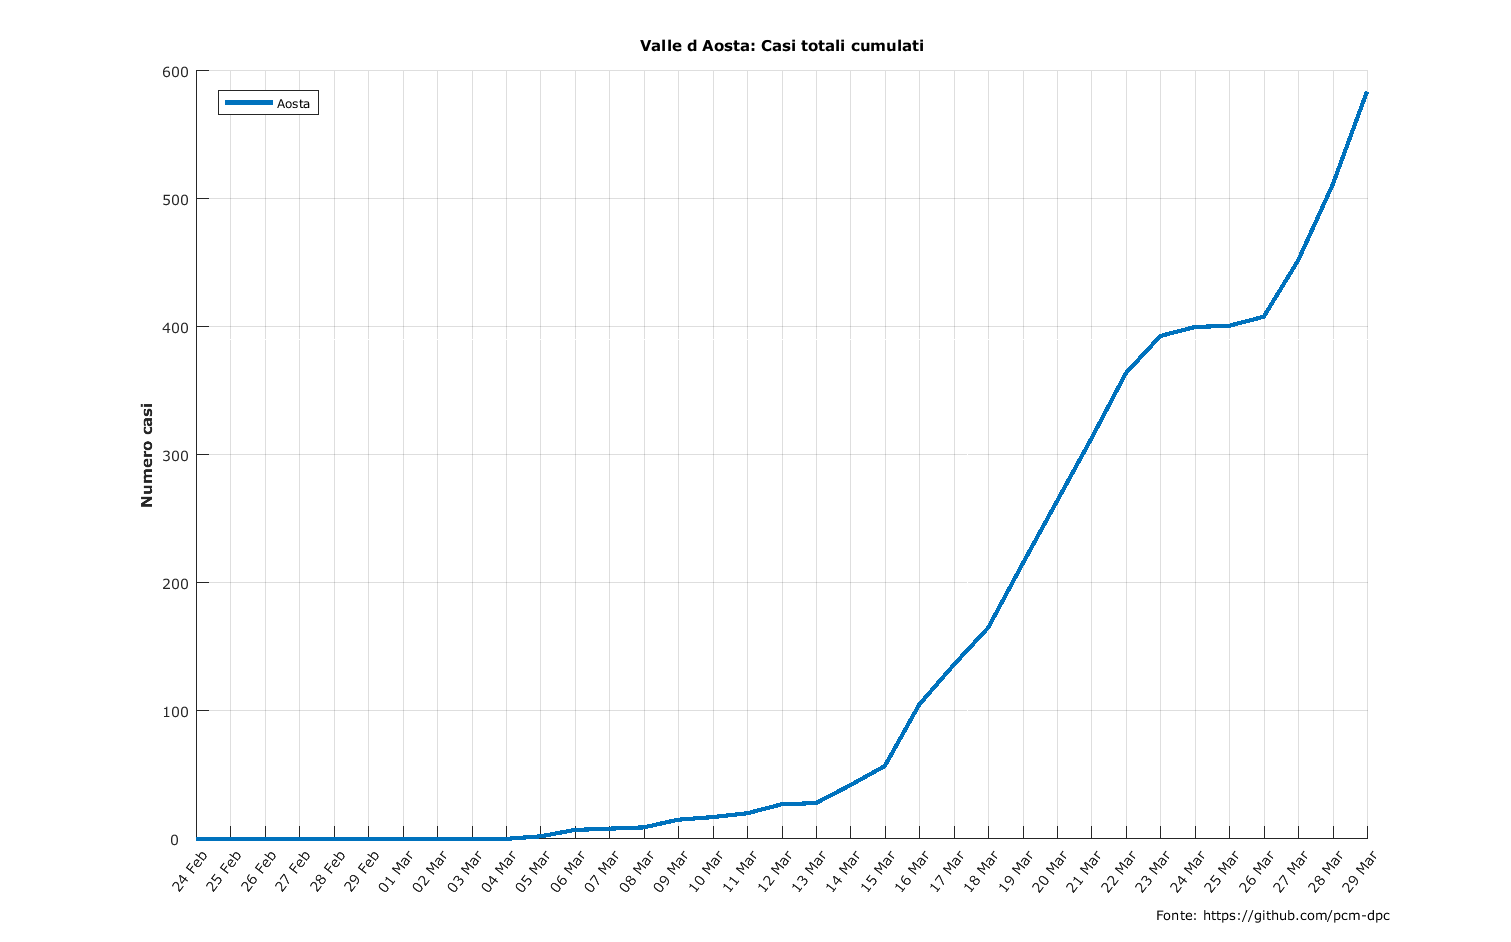 Valle d Aosta: Casi totali cumulati
600
Aosta
500
400
300
200
100
0
Numero casi
24 Feb
25 Feb
26 Feb
27 Feb
28 Feb
29 Feb
01 Mar
02 Mar
03 Mar
04 Mar
05 Mar
06 Mar
07 Mar
08 Mar
09 Mar
10 Mar
11 Mar
12 Mar
13 Mar
14 Mar
15 Mar
16 Mar
17 Mar
18 Mar
19 Mar
20 Mar
21 Mar
22 Mar
23 Mar
24 Mar
25 Mar
26 Mar
27 Mar
28 Mar
29 Mar
Fonte: https://github.com/pcm-dpc